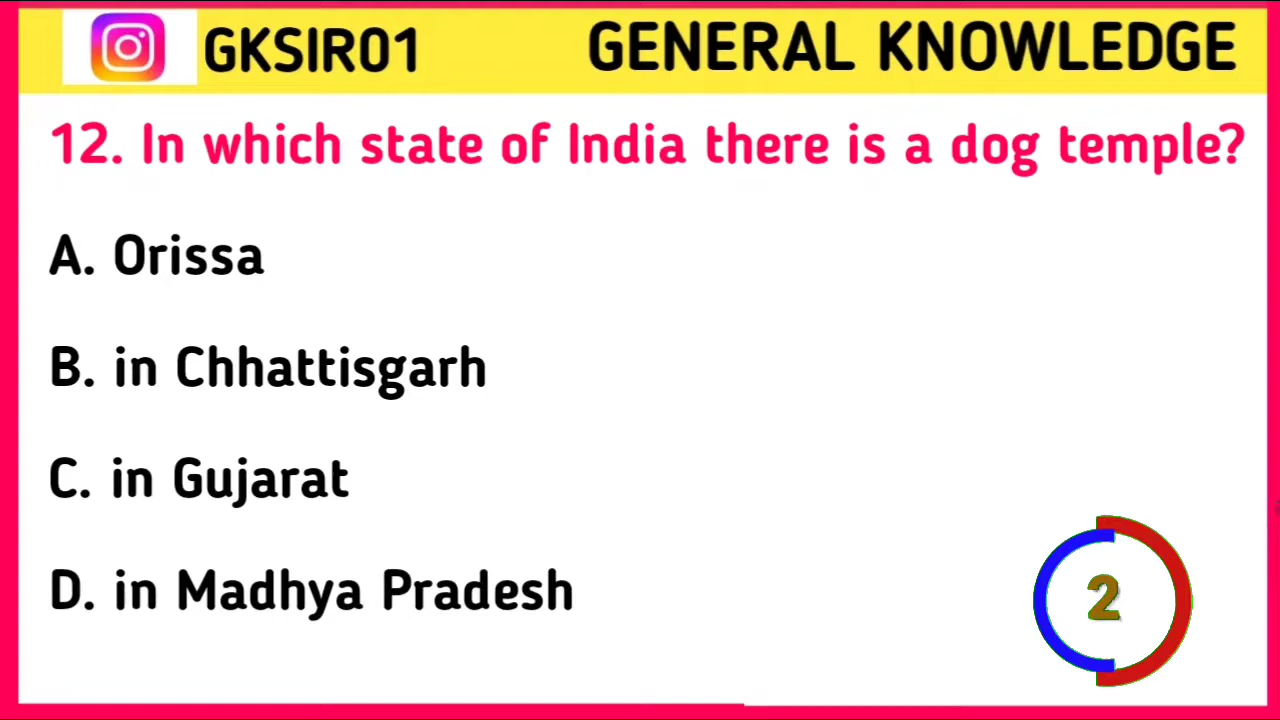 GKSIR01 GENERAL KNOWLEDGE
12. In which state of India there is a dog temple?
A. Orissa
B. in Chhattisgarh
C. in Gujarat
D. in Madhya Pradesh
2